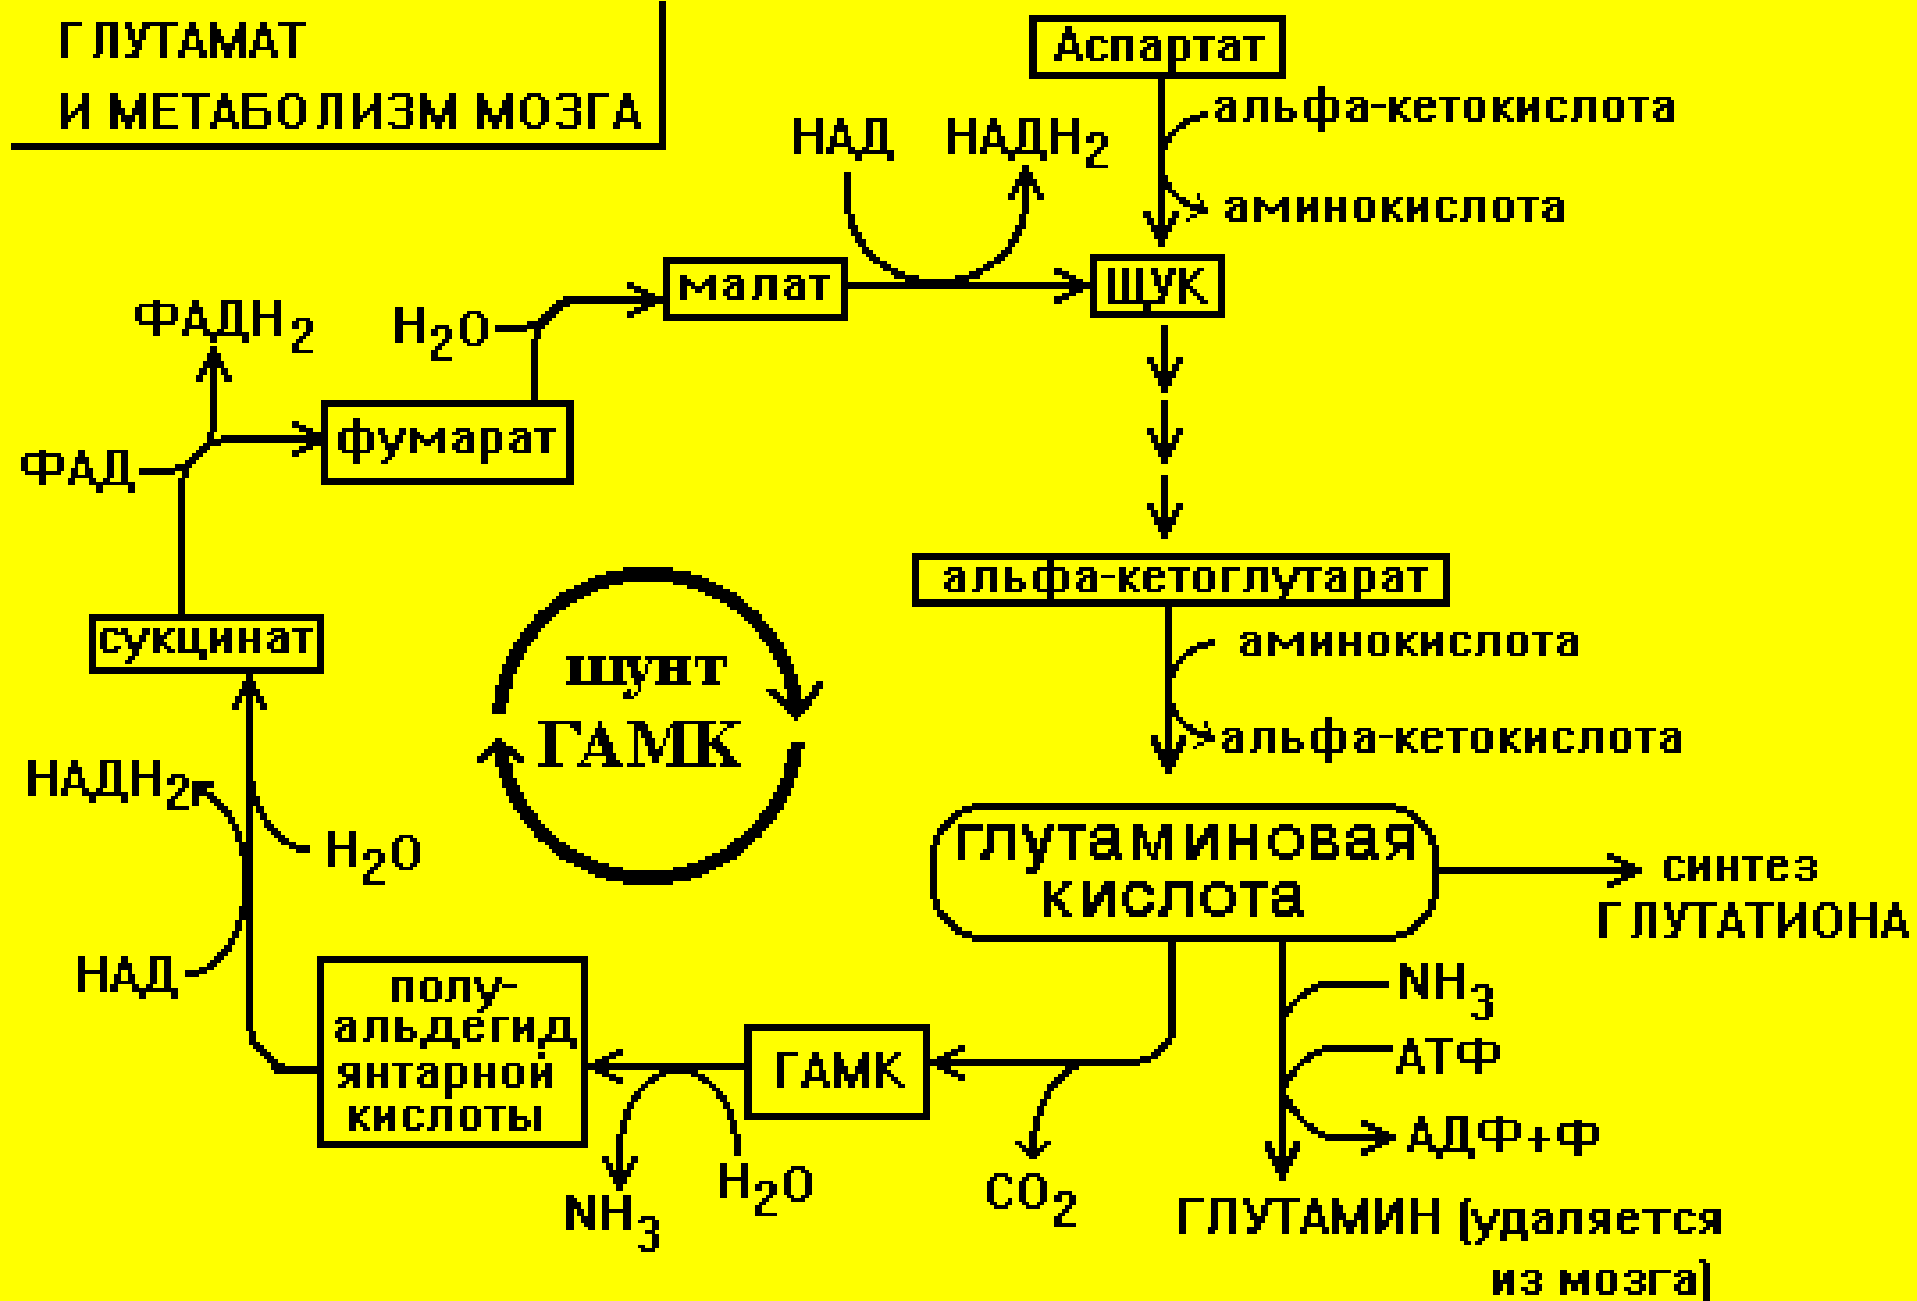 ГЛУТАМАТ
И МЕТАБОЛИЗМ МОЗГА
Аспартат
альфа-кетокислота
НАД
НАДН2
аминокислота
малат
ЩУК
ФАДН2
H2O
фумарат
ФАД
альфа-кетоглутарат
сукцинат
аминокислота
шунт
ГАМК
альфа-кетокислота
НАДН2
H2O
глутаминовая
кислота
синтез
ГЛУТАТИОНА
НАД
полу-
альдегид
янтарной
кислоты
ГАМК
NH3
АТФ
АДФ+Ф
NH3
H2O
CO2
ГЛУТАМИН (удаляется
из мозга)